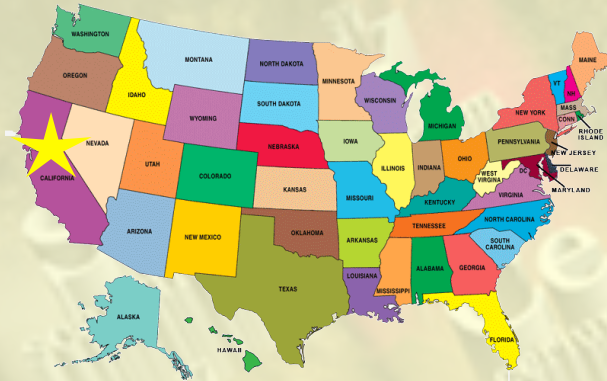 WASHINGTON
MONTANA
NORTH DAKOTA
MINNESOTA
MAINE
OREGON
IDAHO
SOUTH DAKOTA
WISCONSIN
VT
NH
WYOMING
MICHIGAN
NEW YORK
MASS
CONN
RHODE
ISLAND
NEVADA
UTAH
COLORADO
NEBRASKA
IOWA
ILLINOIS
INDIANA
OHIO
PENNSYLVANIA
NEW JERSEY
DELAWARE
DC
MARYLAND
CALIFORNIA
KANSAS
MISSOURI
WEST
VIRGINA
VIRGINIA
KENTUCKY
ARIZONA
NEW MEXICO
OKLAHOMA
ARKANSAS
TENNESSEE
NORTH CAROLINA
SOUTH
CAROLINA
TEXAS
LOUSIANA
MISSISSIPPI
ALABAMA
GEORGIA
FLORIDA
ALASKA
HAWAII